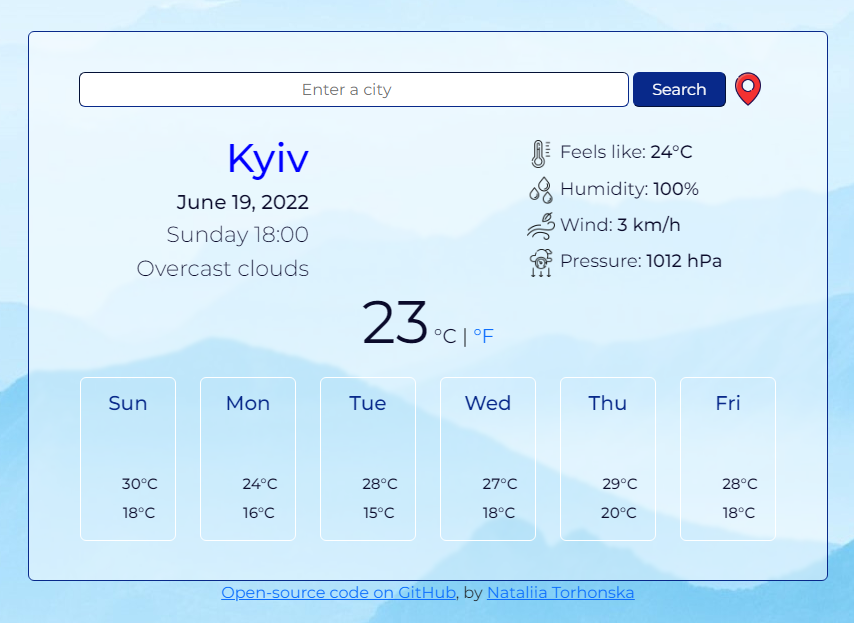 Enter a city
Search
Kyiv
June 19, 2022
Sunday 18:00
Overcast clouds
Feels like: 24°C
Humidity: 100%
Wind: 3 km/h
Pressure: 1012 hPa
23 °C | °F
Sun
30°C
18°C
Mon
24°C
16°C
Tue
28°C
15°C
Wed
27°C
18°C
Thu
29°C
20°C
Fri
28°C
18°C
Open-source code on GitHub, by Nataliia Torhonska